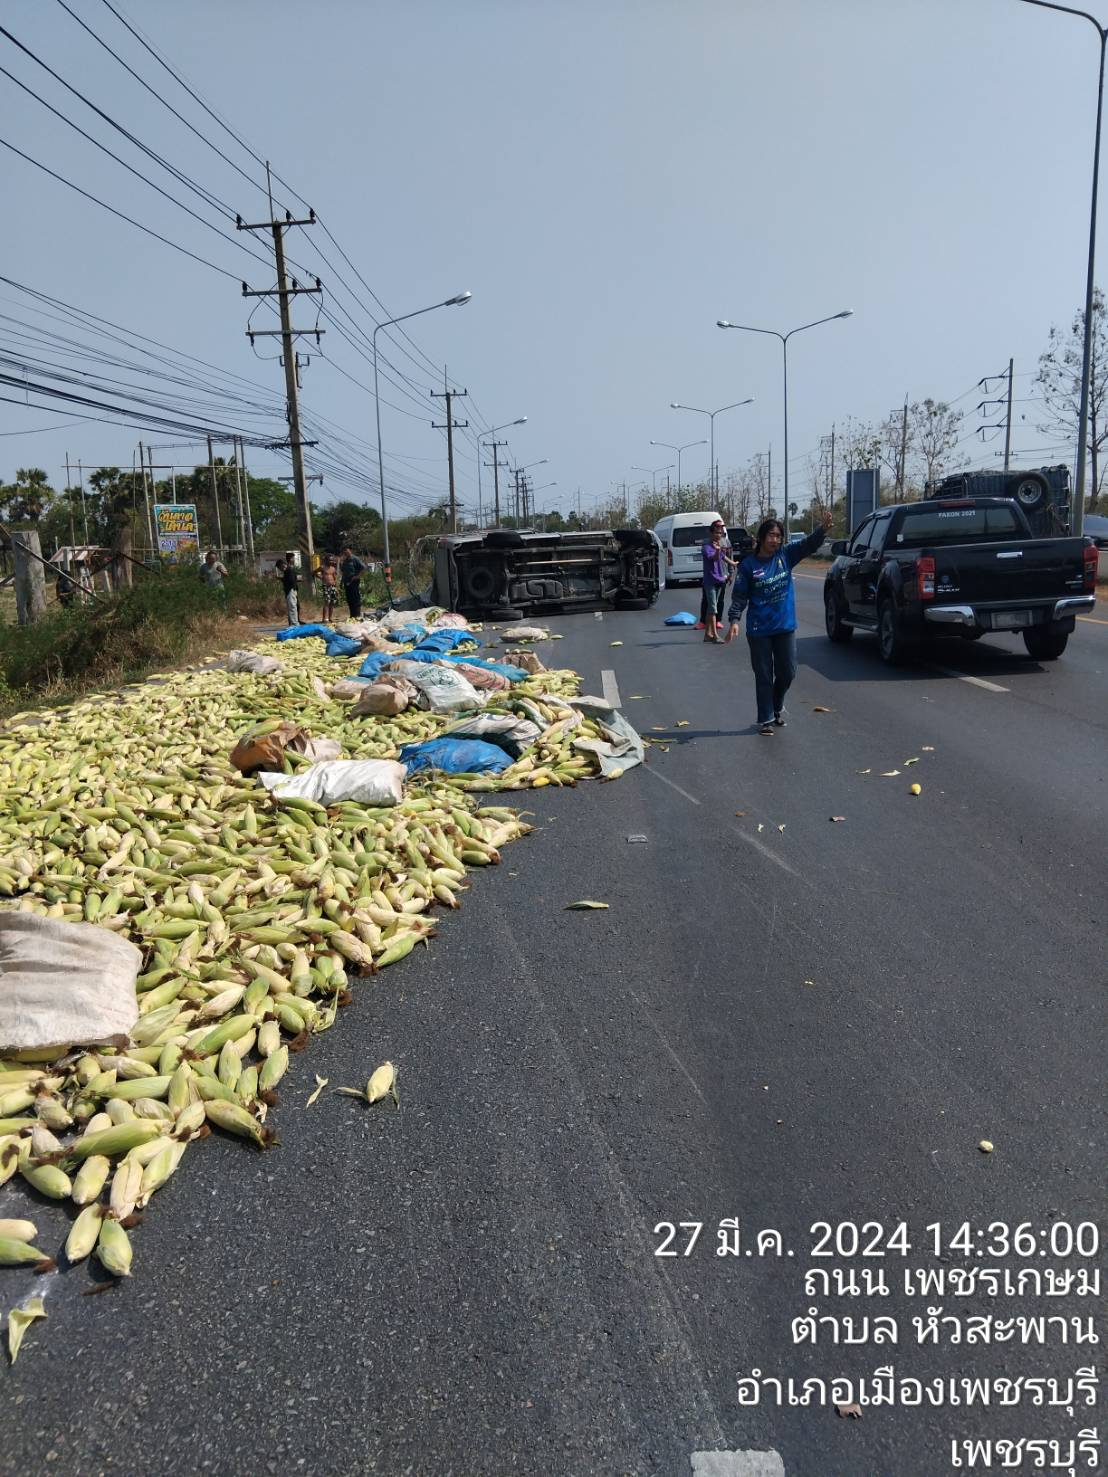 FAKON 2021
27 มี.ค. 2024 14:36:00
ถนน เพชรเกษม
ตำบล หัวสะพาน
อำเภอเมืองเพชรบุรี
เพชรบุรี